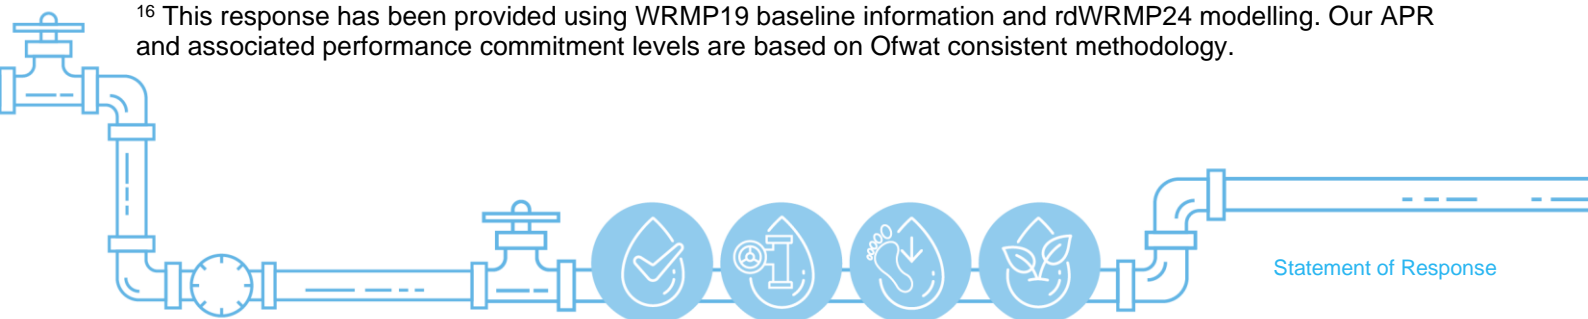 16 This response has been provided using WRMP19 baseline information and rdWRMP24 modelling. Our APR
and associated performance commitment levels are based on Ofwat consistent methodology.
Statement of Response